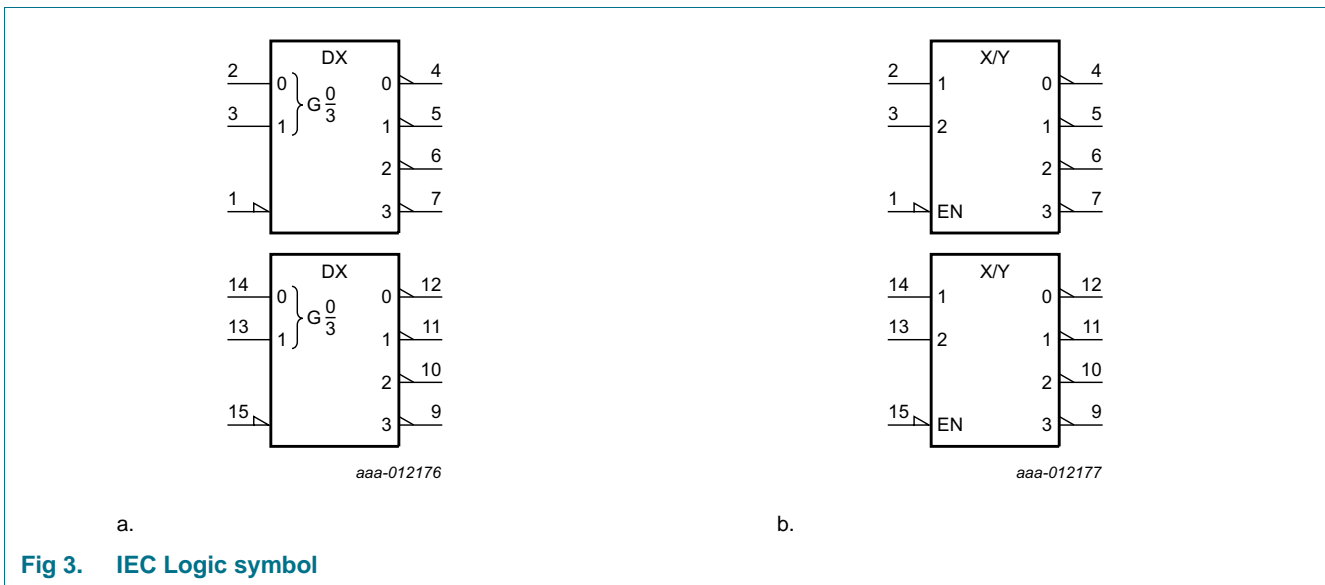 DX
2 0 0 4
G 0/3
3 1 1 5
2 6
1 3 7
DX
14 0 0 12
G 0/3
13 1 1 11
2 10
15 3 9
aaa-012176
a.
X/Y
2 1 0 4
3 2 1 5
2 6
1 EN 3 7
X/Y
14 1 0 12
13 2 1 11
2 10
15 EN 3 9
aaa-012177
b.
Fig 3. IEC Logic symbol